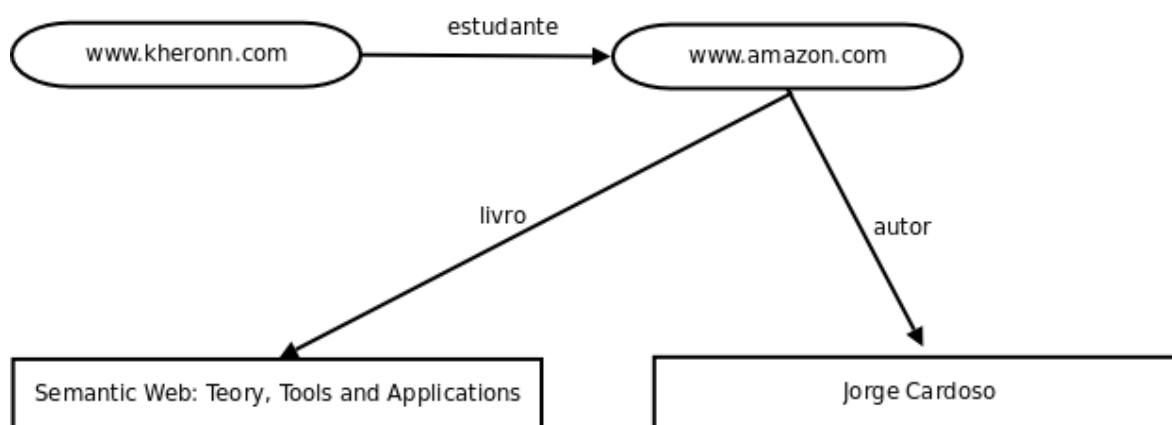 estudante
www.kheronn.com
www.amazon.com
livro
autor
Semantic Web: Teory, Tools and Applications
Jorge Cardoso